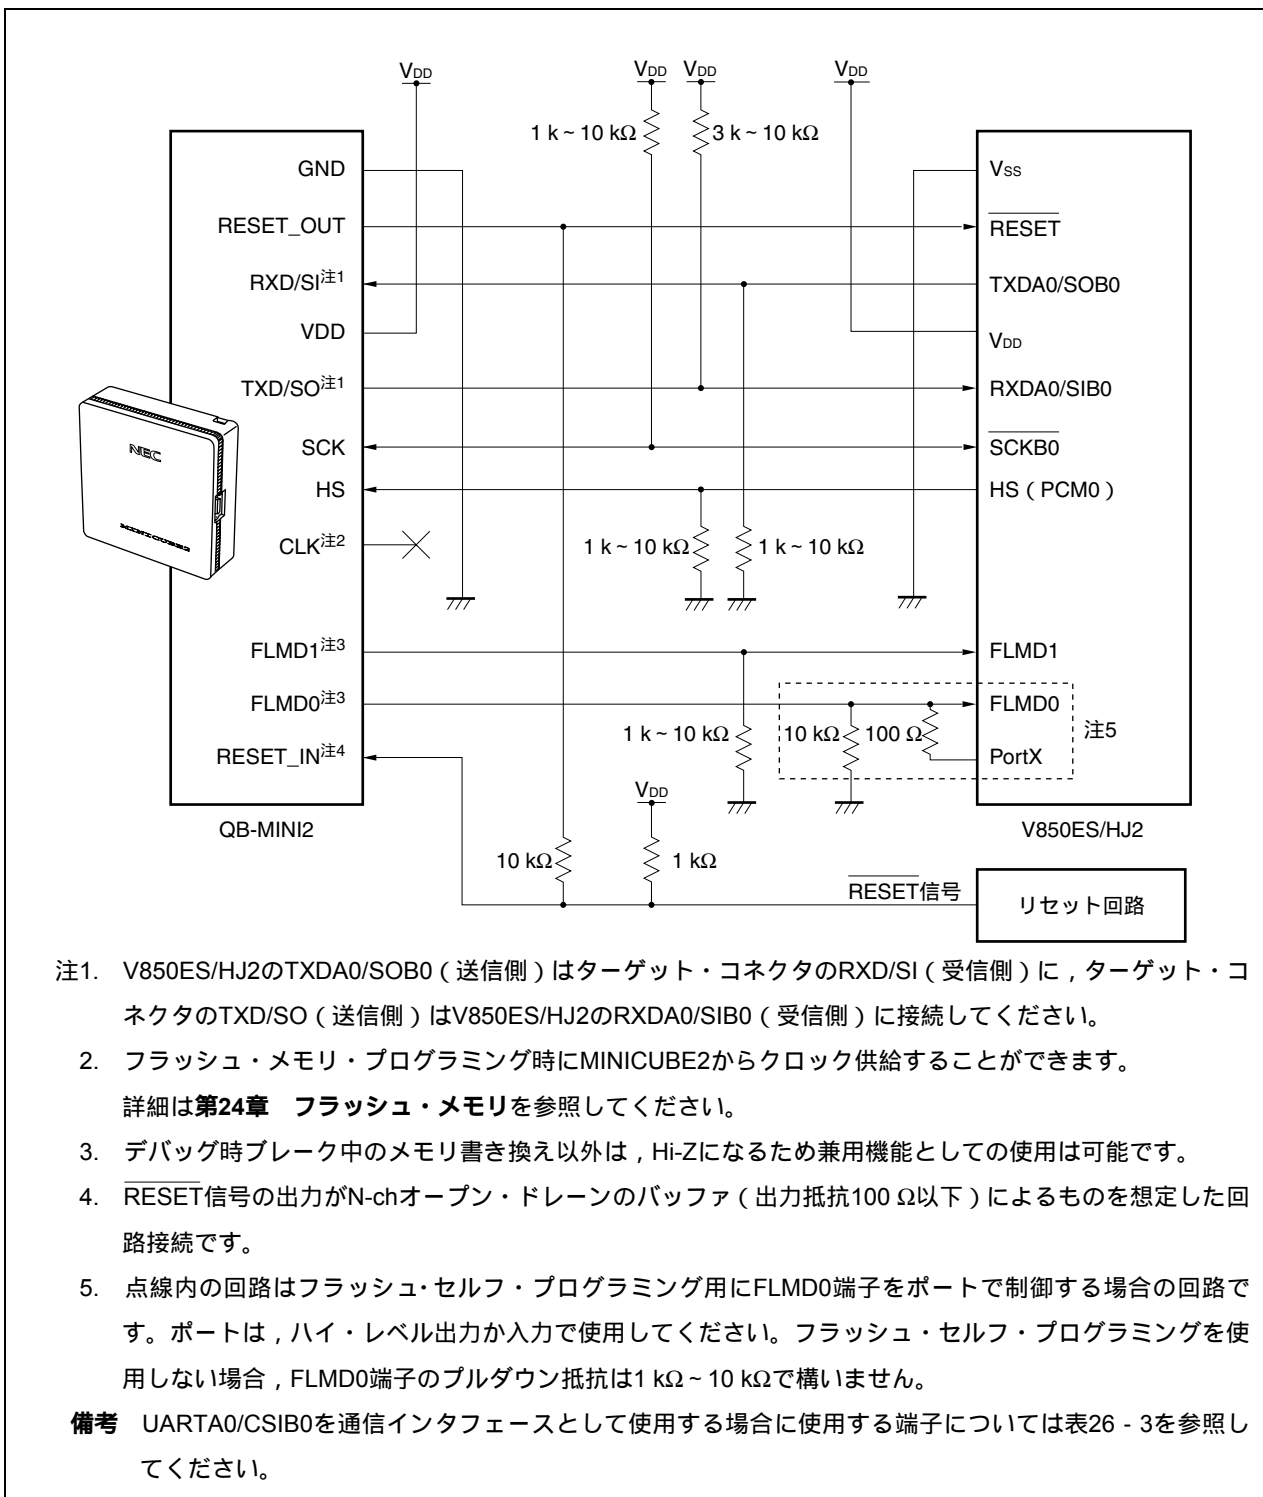 VDD
VDD VDD
VDD
1 k ~ 10 kΩ
3 k ~ 10 kΩ
GND
VSS
RESET_OUT
RESET
RXD/SI注1
TXDA0/SOB0
VDD
VDD
TXD/SO注1
RXDA0/SIB0
SCK
SCKB0
HS
HS ( PCM0 )
NEC
MINICUBE2
CLK注2
1 k ~ 10 kΩ
1 k ~ 10 kΩ
FLMD1注3
FLMD1
FLMD0注3
FLMD0
1 k ~ 10 kΩ
10 kΩ
100 Ω
注5
RESET_IN注4
PortX
QB-MINI2
VDD
V850ES/HJ2
10 kΩ
1 kΩ
RESET信号
リセット回路
注1. V850ES/HJ2のTXDA0/SOB0（送信側）はターゲット・コネクタのRXD/SI（受信側）に，ターゲット・コ
ネクタのTXD/SO（送信側）はV850ES/HJ2のRXDA0/SIB0（受信側）に接続してください。
2. フラッシュ・メモリ・プログラミング時にMINICUBE2からクロック供給することができます。
詳細は第24章　フラッシュ・メモリを参照してください。
3. デバッグ時ブレーク中のメモリ書き換え以外は，Hi-Zになるため兼用機能としての使用は可能です。
4. RESET信号の出力がN-chオープン・ドレーンのバッファ（出力抵抗100 Ω以下）によるものを想定した回
路接続です。
5. 点線内の回路はフラッシュ・セルフ・プログラミング用にFLMD0端子をポートで制御する場合の回路で
す。ポートは，ハイ・レベル出力か入力で使用してください。フラッシュ・セルフ・プログラミングを使
用しない場合，FLMD0端子のプルダウン抵抗は1 kΩ ~ 10 kΩで構いません。
備考　UARTA0/CSIB0を通信インタフェースとして使用する場合に使用する端子については表26 - 3を参照し
てください。